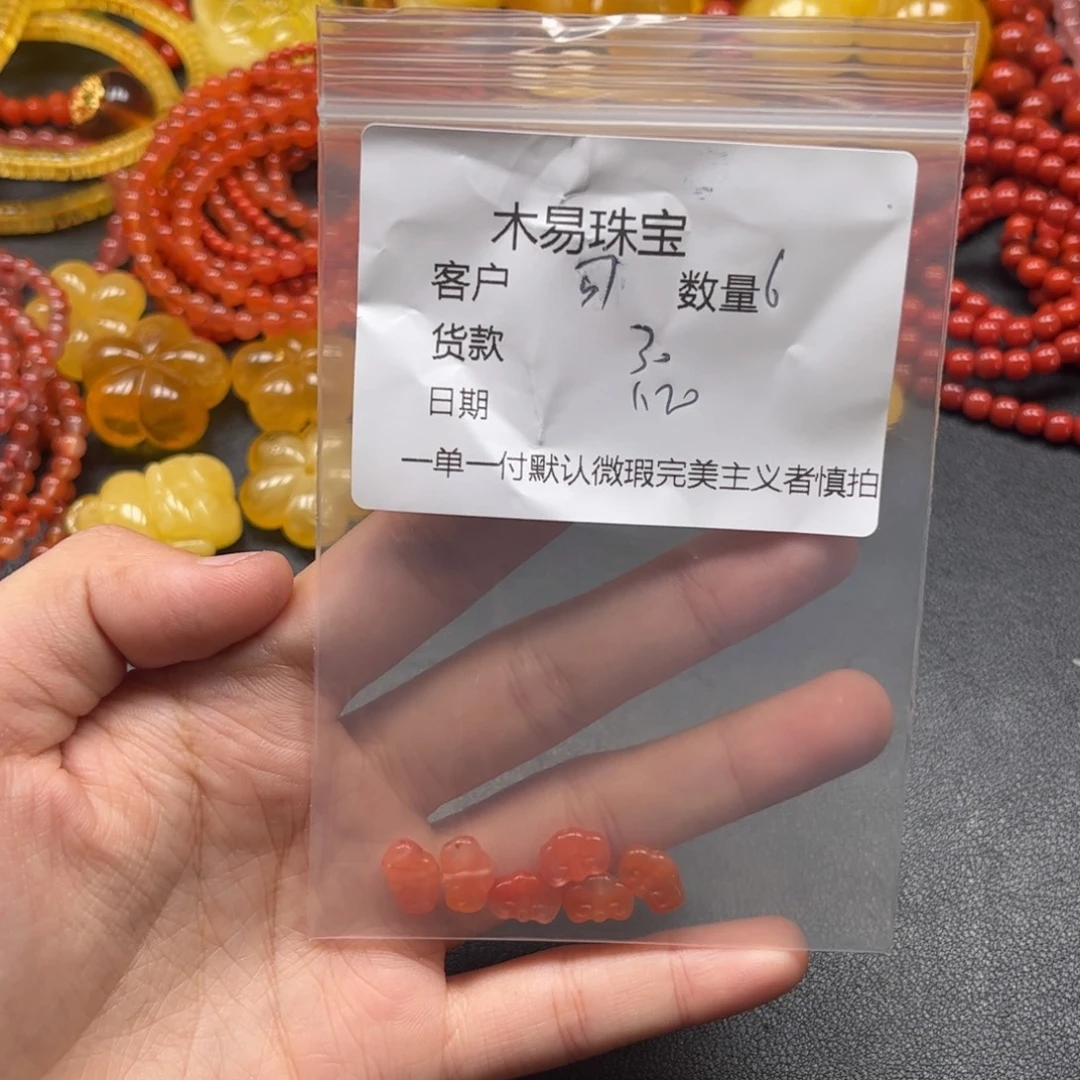 木易珠宝
客户 可 数量6
货款 30
日期 1.20
一单一付默认微瑕完美主义者慎拍